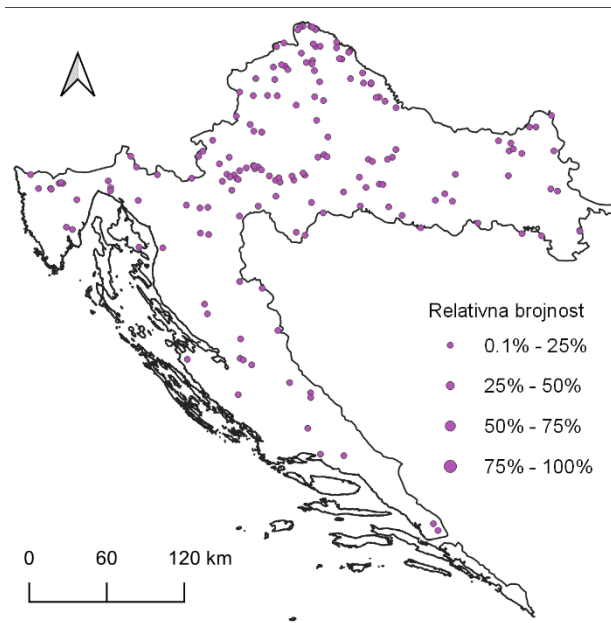 Relativna brojnost
0.1% - 25%
25% - 50%
50% - 75%
75% - 100%
0 60 120 km